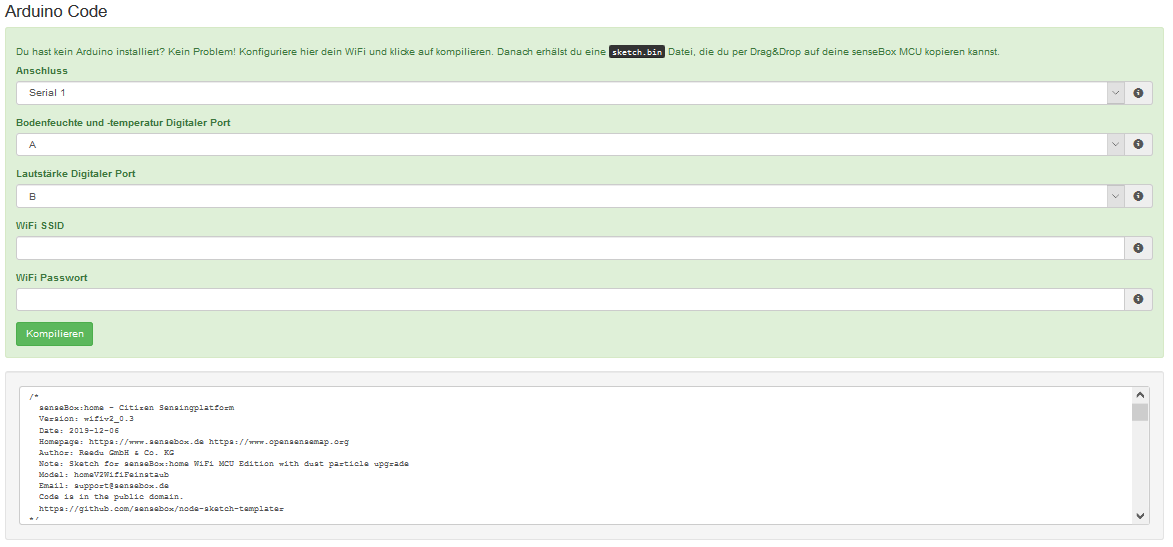 Arduino Code
Du hast kein Arduino installiert? Kein Problem! Konfiguriere hier dein WiFi und klicke auf kompilieren. Danach erhälst du eine sketch.bin Datei, die du per Drag&Drop auf deine senseBox MCU kopieren kannst.
Anschluss
Serial 1
Bodenfeuchte und -temperatur Digitaler Port
A
Lautstärke Digitaler Port
B
WiFi SSID
WiFi Passwort
Kompilieren
/*
senseBox:home - Citizen Sensingplatform
Version: wifiv2_0.3
Date: 2019-12-06
Homepage: https://www.sensebox.de https://www.opensensemap.org
Author: Reedu GmbH & Co. KG
Note: Sketch for senseBox:home WiFi MCU Edition with dust particle upgrade
Model: homeV2WifiFeinstaub
Email: support@sensebox.de
Code is in the public domain.
https://github.com/sensebox/node-sketch-templater
*/